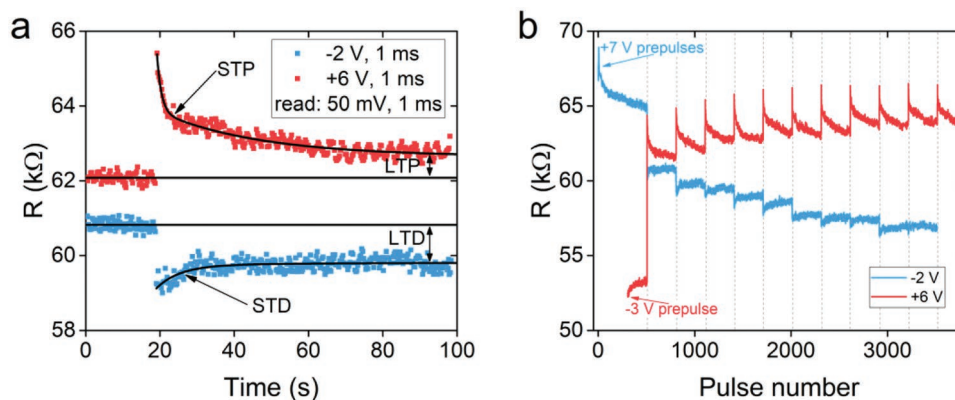 a
66
64
62
60
58
R (kΩ)
STP
-2 V, 1 ms
+6 V, 1 ms
read: 50 mV, 1 ms
LTP
LTD
STD
0 20 40 60 80 100
Time (s)
b
70
65
60
55
50
R (kΩ)
+7 V prepulses
-3 V prepulse
-2 V
+6 V
0 1000 2000 3000
Pulse number